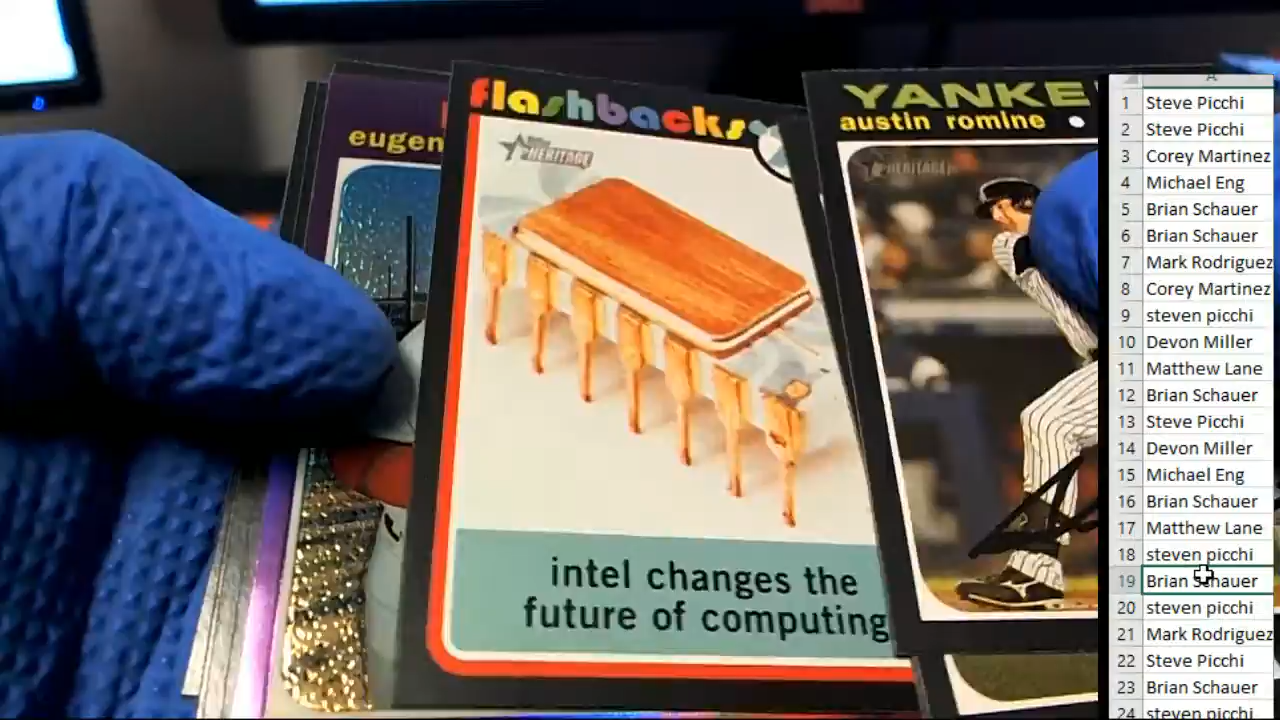 flashbacks
HERITAGE
intel changes the
future of computing
eugen
YANKE
austin romine
HERITAGE
A
1 Steve Picchi
2 Steve Picchi
3 Corey Martinez
4 Michael Eng
5 Brian Schauer
6 Brian Schauer
7 Mark Rodriguez
8 Corey Martinez
9 steven picchi
10 Devon Miller
11 Matthew Lane
12 Brian Schauer
13 Steve Picchi
14 Devon Miller
15 Michael Eng
16 Brian Schauer
17 Matthew Lane
18 steven picchi
19 Brian Schauer
20 steven picchi
21 Mark Rodriguez
22 Steve Picchi
23 Brian Schauer
24 steven picchi